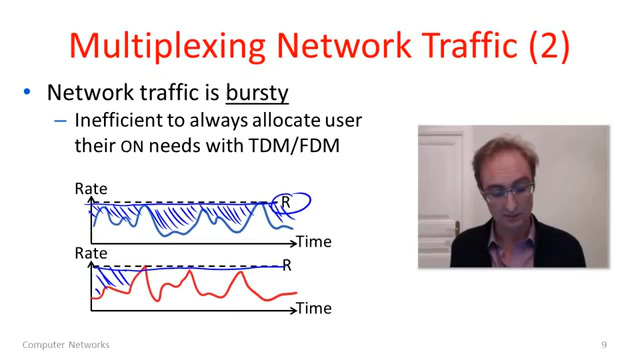 Multiplexing Network Traffic (2)
• Network traffic is bursty
– Inefficient to always allocate user
their ON needs with TDM/FDM
Rate
R
Time
Rate
R
Time
Computer Networks
9